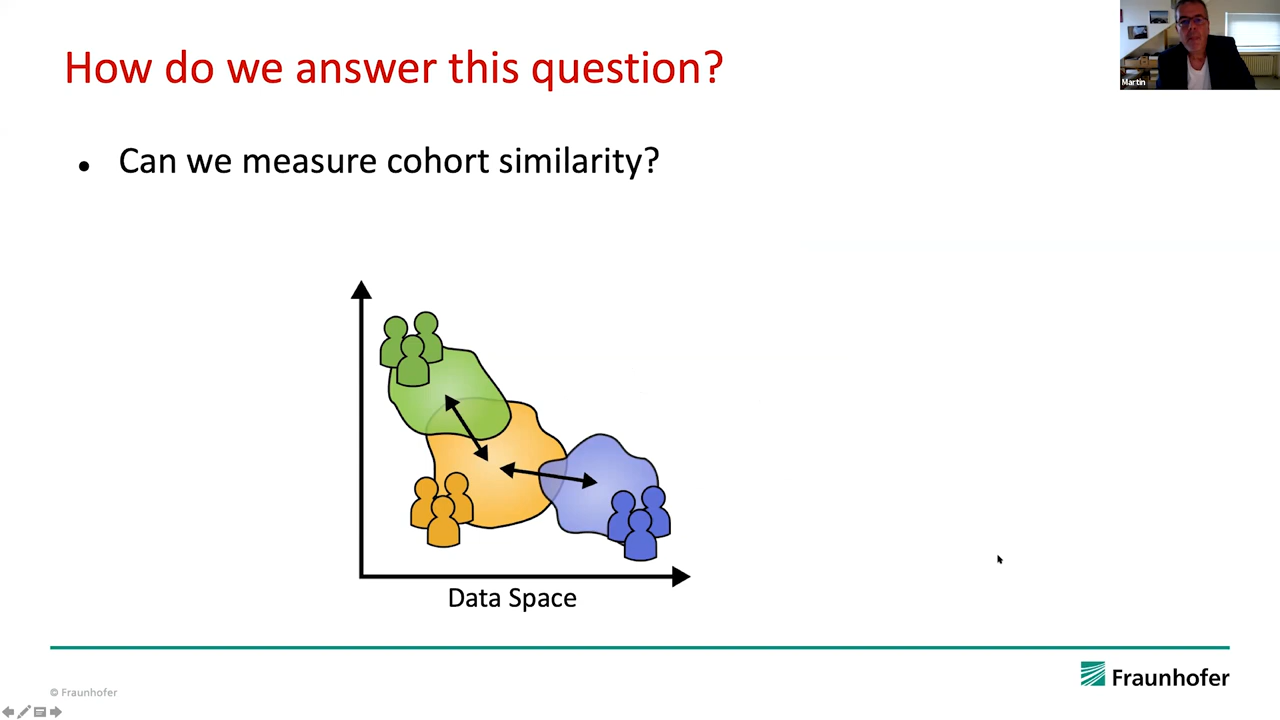 How do we answer this question?
Martin
• Can we measure cohort similarity?
Data Space
Fraunhofer
© Fraunhofer